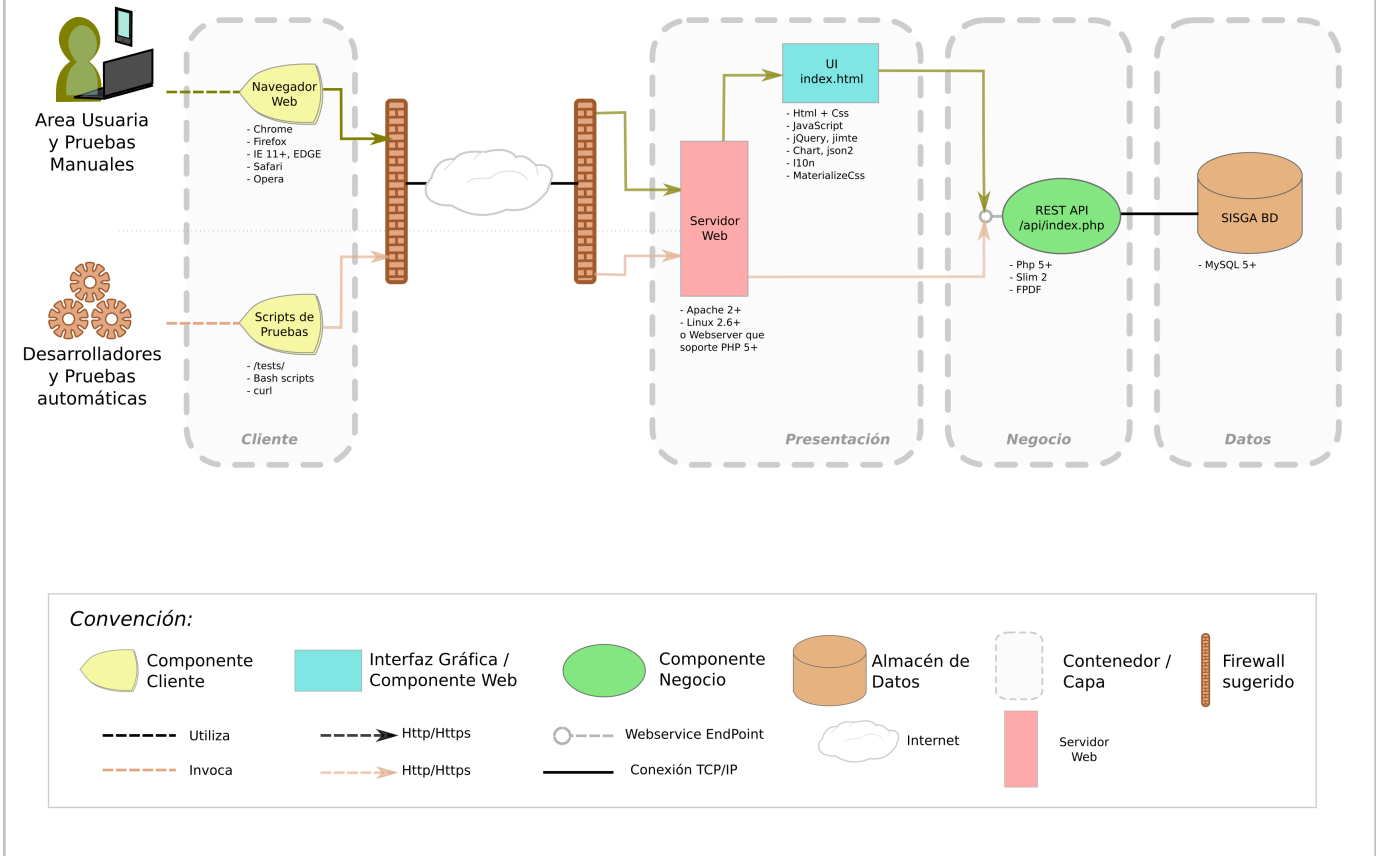 Area Usuaria
y Pruebas
Manuales
Navegador
Web
- Chrome
- Firefox
- IE 11+, EDGE
- Safari
- Opera
Desarrolladores
y Pruebas
automáticas
Scripts de
Pruebas
- /tests/
- Bash scripts
- curl
Cliente
Servidor
Web
- Apache 2+
- Linux 2.6+
o Webserver que
soporte PHP 5+
UI
index.html
- Html + Css
- JavaScript
- jQuery, jimte
- Chart, json2
- l10n
- MaterializeCss
Presentación
REST API
/api/index.php
- Php 5+
- Slim 2
- FPDF
Negocio
SISGA BD
- MySQL 5+
Datos
Convención:
Componente
Cliente
Interfaz Gráfica /
Componente Web
Componente
Negocio
Almacén de
Datos
Contenedor /
Capa
Firewall
sugerido
Utiliza
Http/Https
Webservice EndPoint
Internet
Servidor
Web
Invoca
Http/Https
Conexión TCP/IP